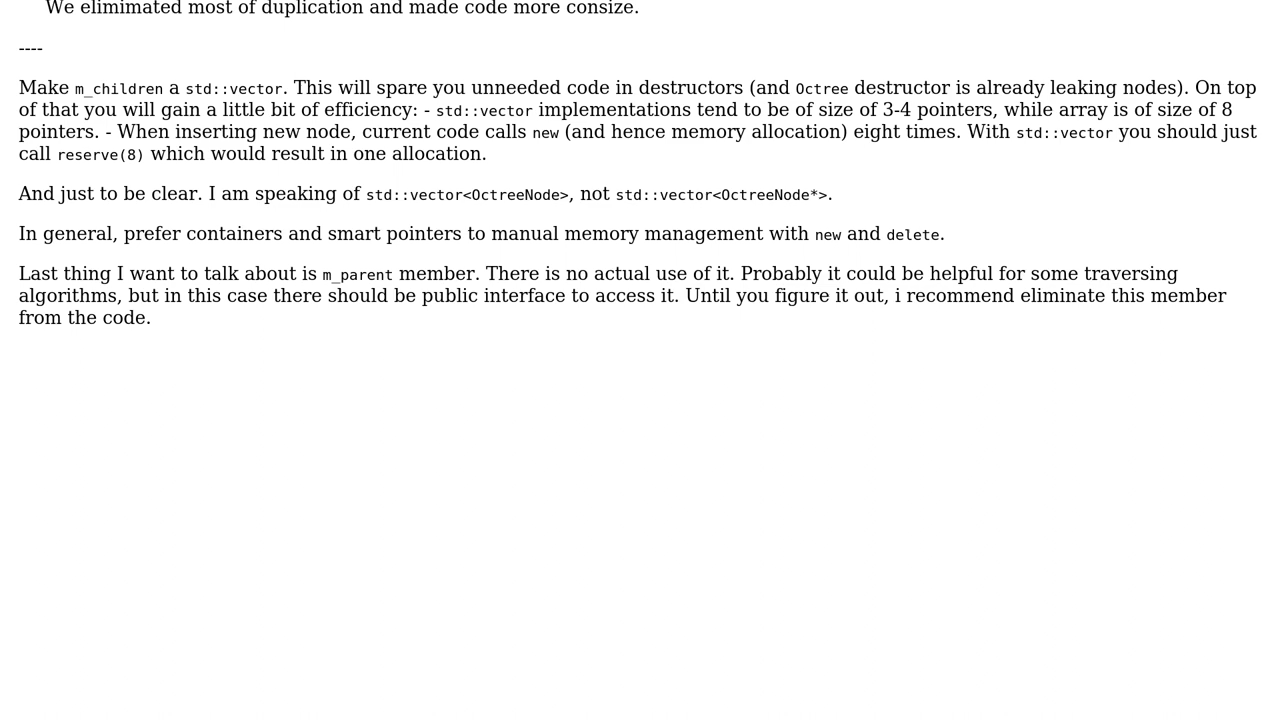 We elimimated most of duplication and made code more consize.
----
Make m_children a std::vector. This will spare you unneeded code in destructors (and Octree destructor is already leaking nodes). On top
of that you will gain a little bit of efficiency: - std::vector implementations tend to be of size of 3-4 pointers, while array is of size of 8
pointers. - When inserting new node, current code calls new (and hence memory allocation) eight times. With std::vector you should just
call reserve(8) which would result in one allocation.
And just to be clear. I am speaking of std::vector<OctreeNode>, not std::vector<OctreeNode*>.
In general, prefer containers and smart pointers to manual memory management with new and delete.
Last thing I want to talk about is m_parent member. There is no actual use of it. Probably it could be helpful for some traversing
algorithms, but in this case there should be public interface to access it. Until you figure it out, i recommend eliminate this member
from the code.